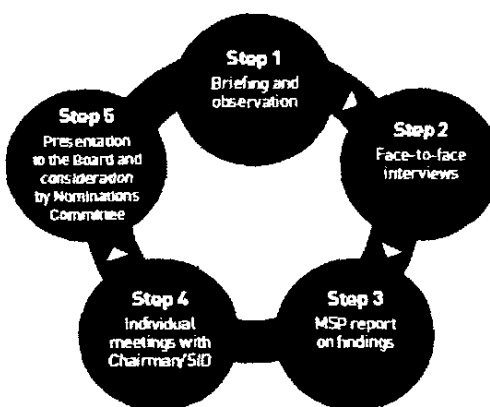 Step 1
Briefing and
observation
Step 2
Face-to-face
interviews
Step 3
MSP report
on findings
Step 4
Individual
meetings with
Chairman/SID
Step 5
Presentation
to the Board and
consideration
by Nominations
Committee